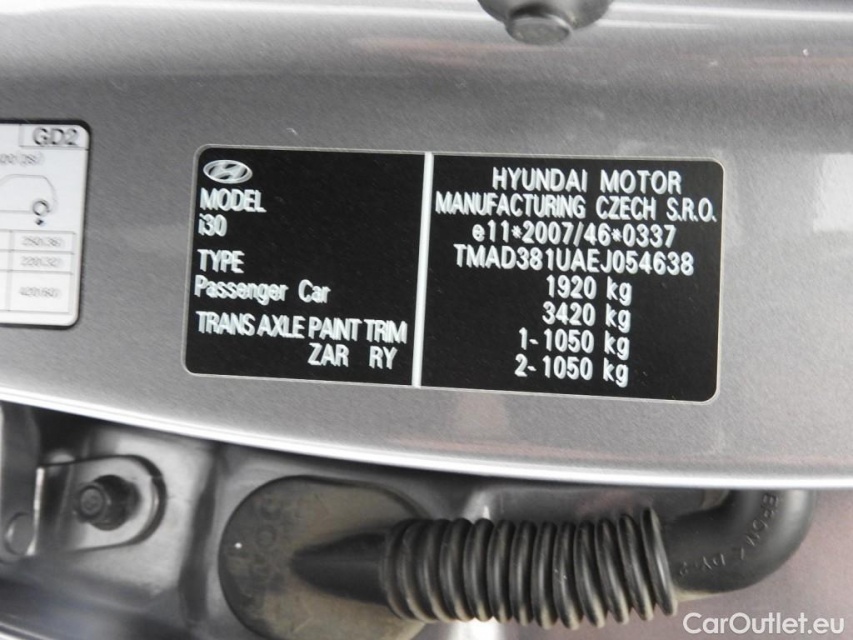 GD2
MODEL
i30
TYPE
Passenger Car
TRANS AXLE PAINT TRIM
ZAR RY
HYUNDAI MOTOR
MANUFACTURING CZECH S.R.O.
e11*2007/46*0337
TMAD381UAEJ054638
1920 kg
3420 kg
1- 1050 kg
2- 1050 kg
CarOutlet.eu